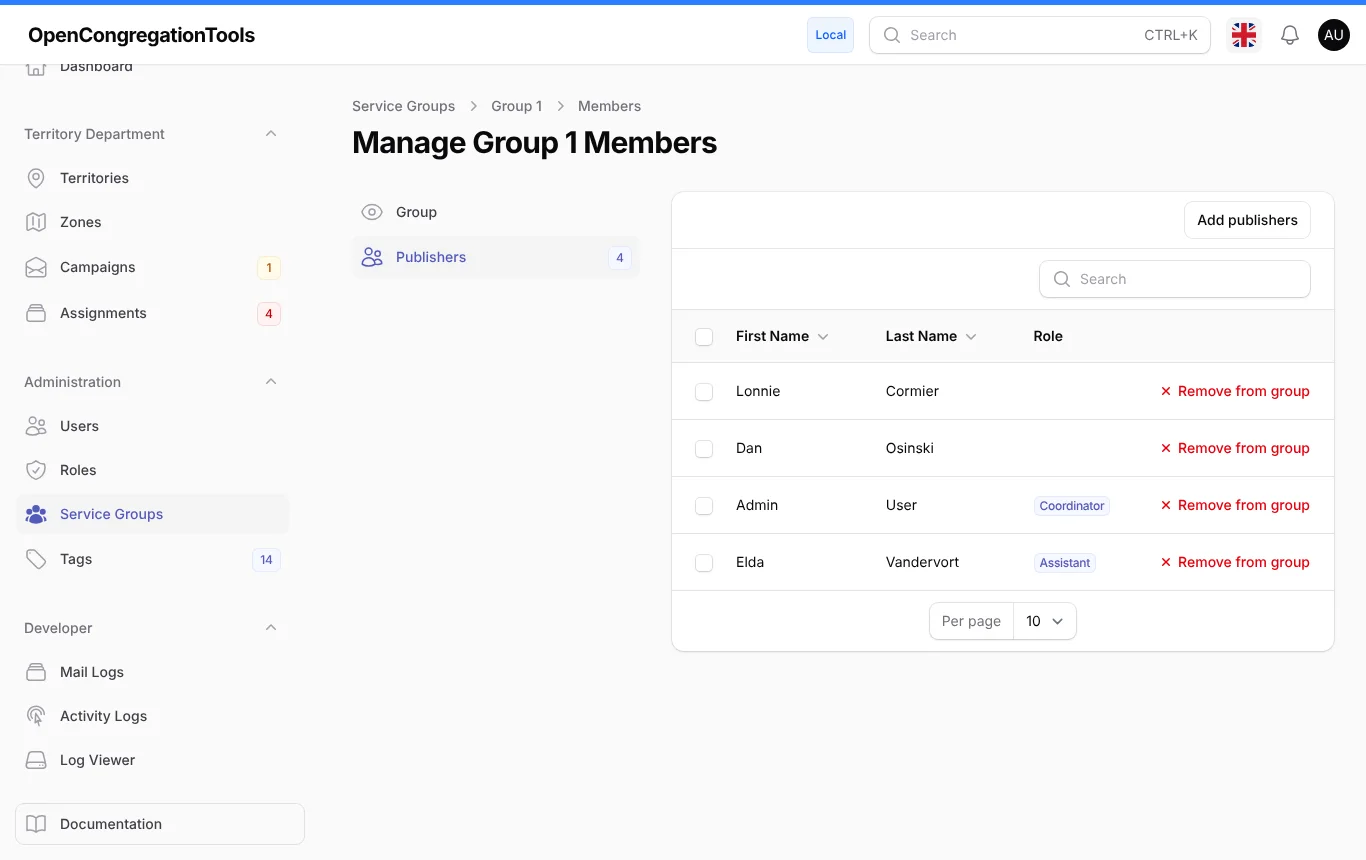 OpenCongregationTools
Local
Search
CTRL+K
AU
Dashboard
Territory Department
Territories
Zones
Campaigns 1
Assignments 4
Administration
Users
Roles
Service Groups
Tags 14
Developer
Mail Logs
Activity Logs
Log Viewer
Documentation
Service Groups > Group 1 > Members
Manage Group 1 Members
Group
Publishers 4
Add publishers
Search
First Name Last Name Role
Lonnie Cormier Remove from group
Dan Osinski Remove from group
Admin User Coordinator Remove from group
Elda Vandervort Assistant Remove from group
Per page 10